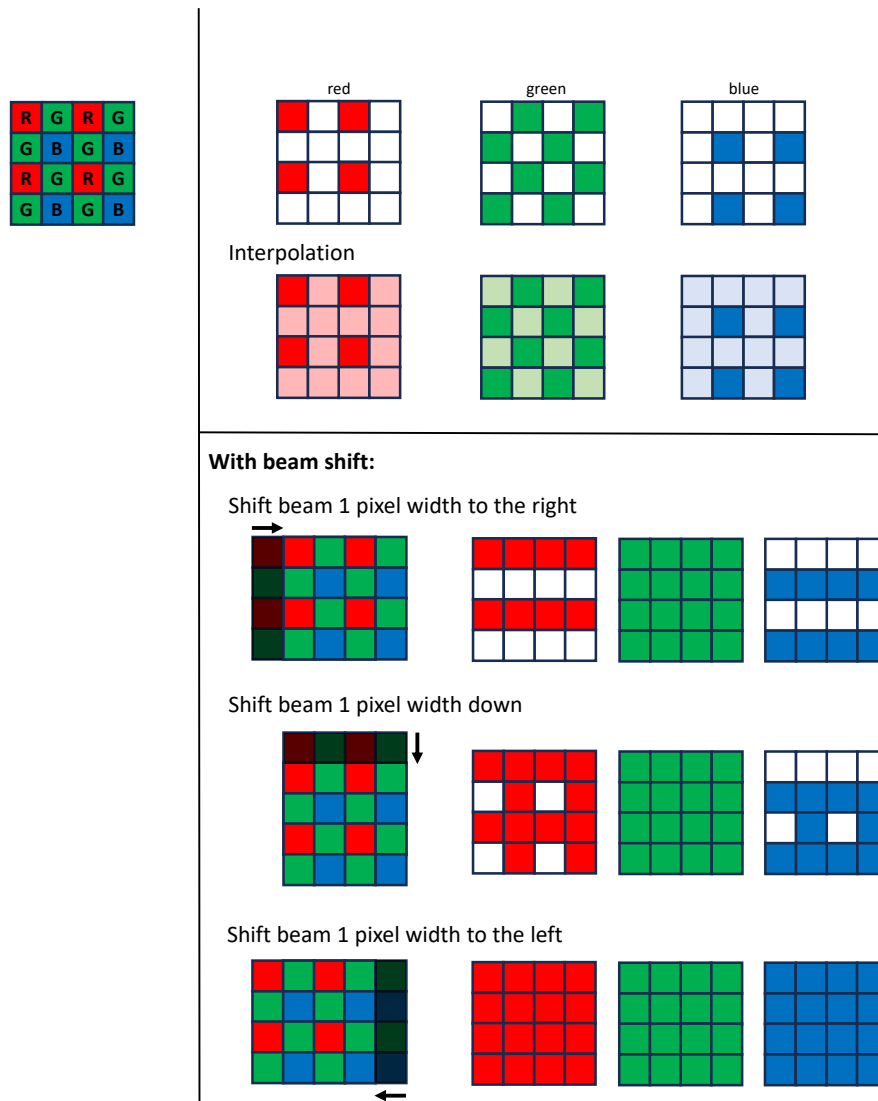 red green blue
R G R G
G B G B
R G R G
G B G B
Interpolation
With beam shift:
Shift beam 1 pixel width to the right
Shift beam 1 pixel width down
Shift beam 1 pixel width to the left